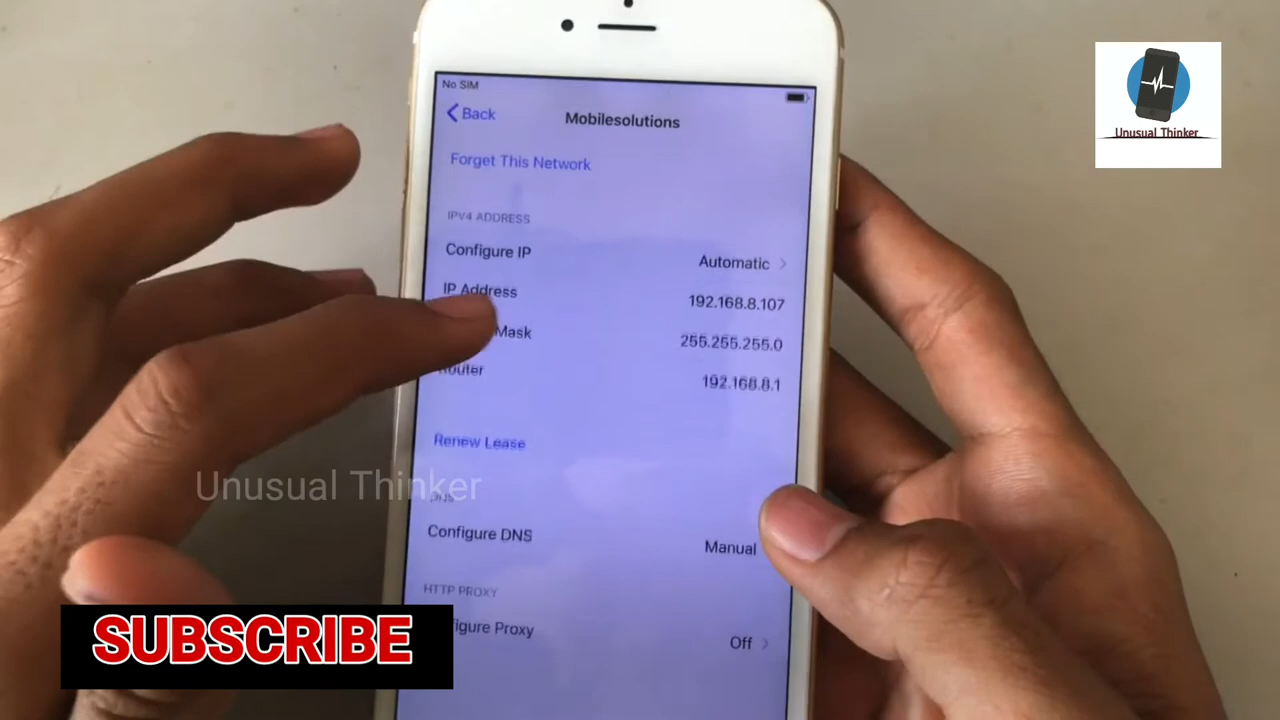 No SIM
Back
Mobilesolutions
Forget This Network
IPV4 ADDRESS
Configure IP
Automatic
IP Address
192.168.8.107
Mask
255.255.255.0
Router
192.168.8.1
Renew Lease
DNS
Configure DNS
Manual
HTTP PROXY
figure Proxy
Off
Unusual Thinker
Unusual Thinker
SUBSCRIBE